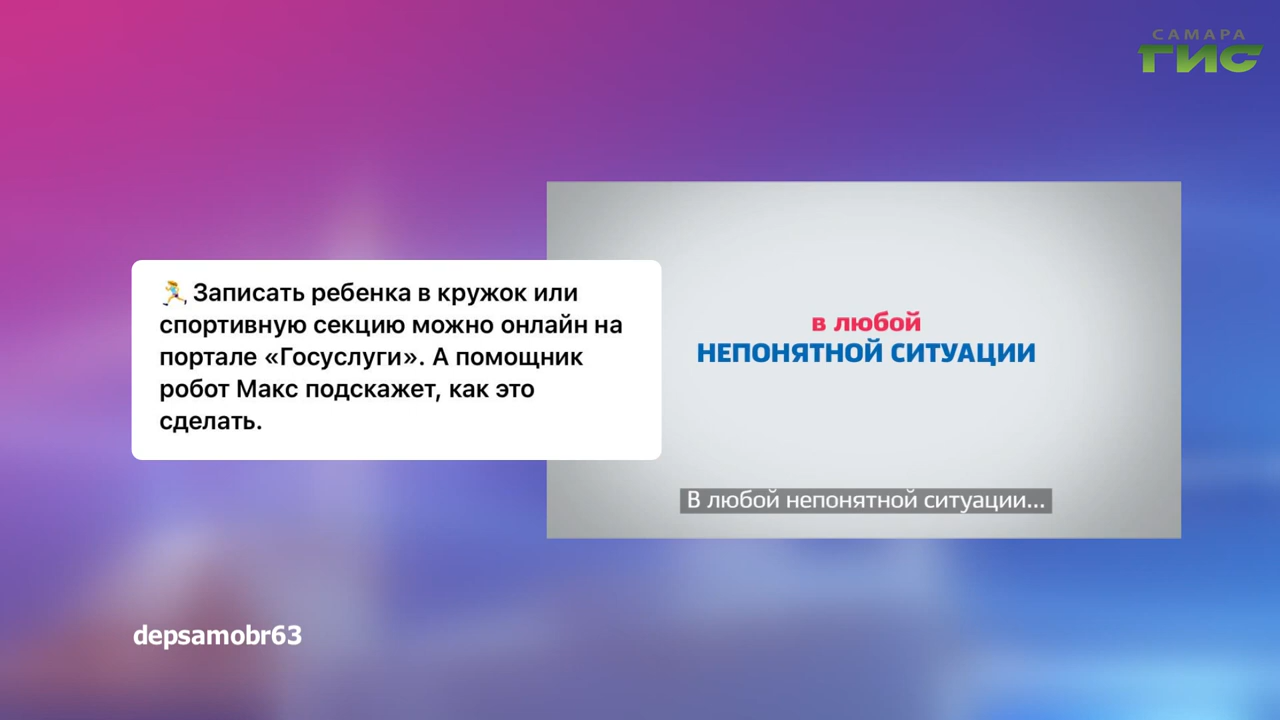 САМАРА
ГИС
🏃Записать ребенка в кружок или
спортивную секцию можно онлайн на
портале «Госуслуги». А помощник
робот Макс подскажет, как это
сделать.
в любой
НЕПОНЯТНОЙ СИТУАЦИИ
В любой непонятной ситуации...
depsamobr63